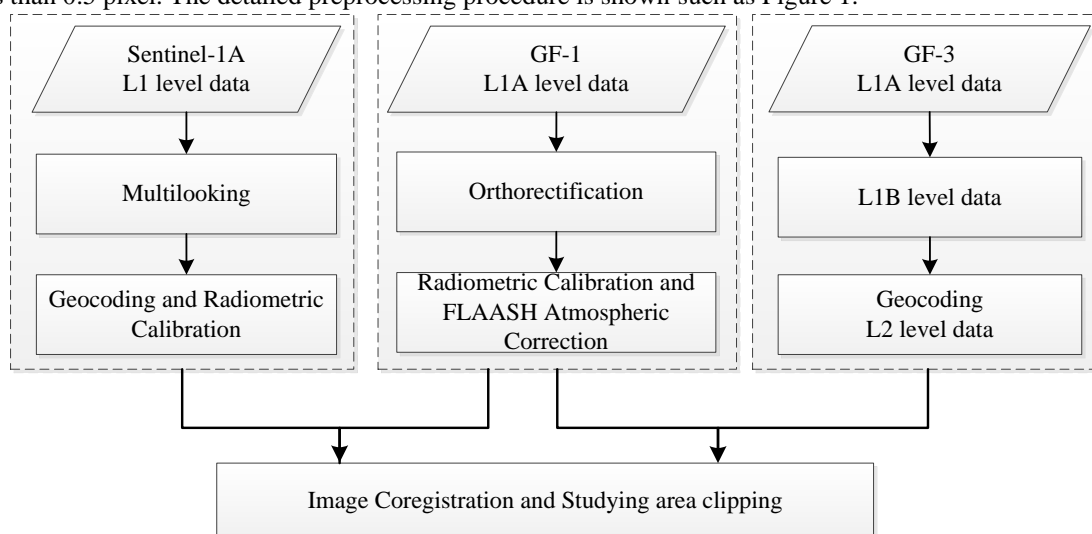 s than 0.5 pixel. The detailed preprocessing procedure is shown such as Figure 1.
Sentinel-1A
L1 level data
GF-1
L1A level data
GF-3
L1A level data
Multilooking
Orthorectification
L1B level data
Geocoding and Radiometric
Calibration
Radiometric Calibration and
FLAASH Atmospheric
Correction
Geocoding
L2 level data
Image Coregistration and Studying area clipping